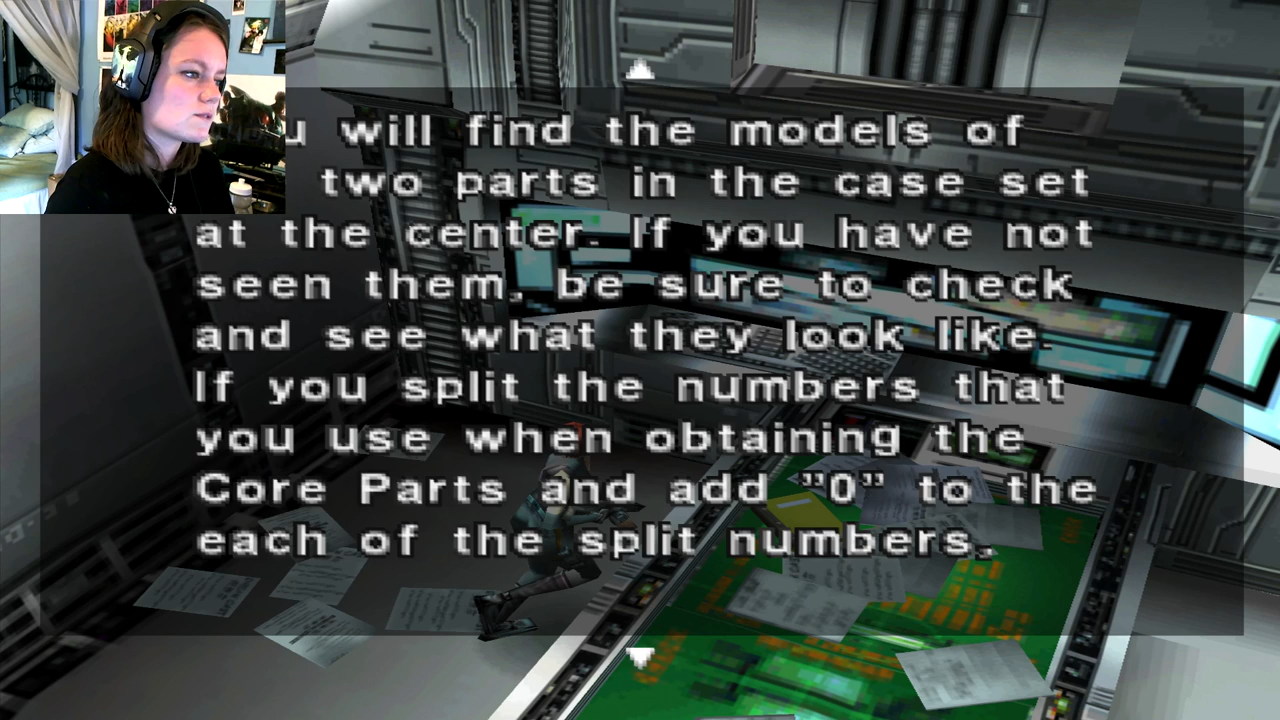 u will find the models of
two parts in the case set
at the center. If you have not
seen them, be sure to check
and see what they look like.
If you split the numbers that
you use when obtaining the
Core Parts and add "0" to the
each of the split numbers,